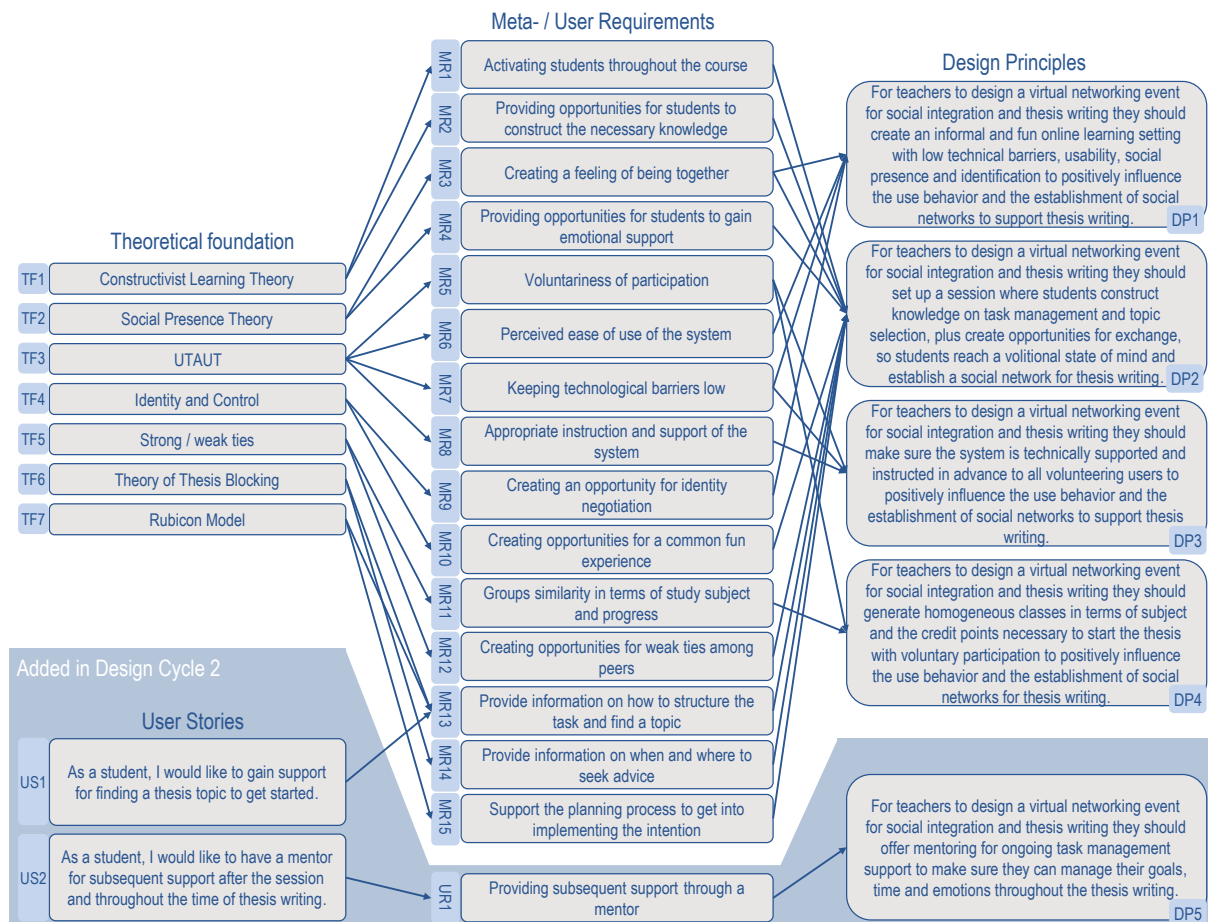 Meta- / User Requirements
MR1
Activating students throughout the course
MR2
Providing opportunities for students to
construct the necessary knowledge
MR3
Creating a feeling of being together
MR4
Providing opportunities for students to gain
emotional support
MR5
Voluntariness of participation
MR6
Perceived ease of use of the system
MR7
Keeping technological barriers low
MR8
Appropriate instruction and support of the
system
MR9
Creating an opportunity for identity
negotiation
MR10
Creating opportunities for a common fun
experience
MR11
Groups similarity in terms of study subject
and progress
MR12
Creating opportunities for weak ties among
peers
MR13
Provide information on how to structure the
task and find a topic
MR14
Provide information on when and where to
seek advice
MR15
Support the planning process to get into
implementing the intention
UR1
Providing subsequent support through a
mentor
Theoretical foundation
TF1
Constructivist Learning Theory
TF2
Social Presence Theory
TF3
UTAUT
TF4
Identity and Control
TF5
Strong / weak ties
TF6
Theory of Thesis Blocking
TF7
Rubicon Model
Added in Design Cycle 2
User Stories
US1
As a student, I would like to gain support
for finding a thesis topic to get started.
US2
As a student, I would like to have a mentor
for subsequent support after the session
and throughout the time of thesis writing.
Design Principles
For teachers to design a virtual networking event
for social integration and thesis writing they should
create an informal and fun online learning setting
with low technical barriers, usability, social
presence and identification to positively influence
the use behavior and the establishment of social
networks to support thesis writing.
DP1
For teachers to design a virtual networking event
for social integration and thesis writing they should
set up a session where students construct
knowledge on task management and topic
selection, plus create opportunities for exchange,
so students reach a volitional state of mind and
establish a social network for thesis writing.
DP2
For teachers to design a virtual networking event
for social integration and thesis writing they should
make sure the system is technically supported and
instructed in advance to all volunteering users to
positively influence the use behavior and the
establishment of social networks to support thesis
writing.
DP3
For teachers to design a virtual networking event
for social integration and thesis writing they should
generate homogeneous classes in terms of subject
and the credit points necessary to start the thesis
with voluntary participation to positively influence
the use behavior and the establishment of social
networks for thesis writing.
DP4
For teachers to design a virtual networking event
for social integration and thesis writing they should
offer mentoring for ongoing task management
support to make sure they can manage their goals,
time and emotions throughout the thesis writing.
DP5